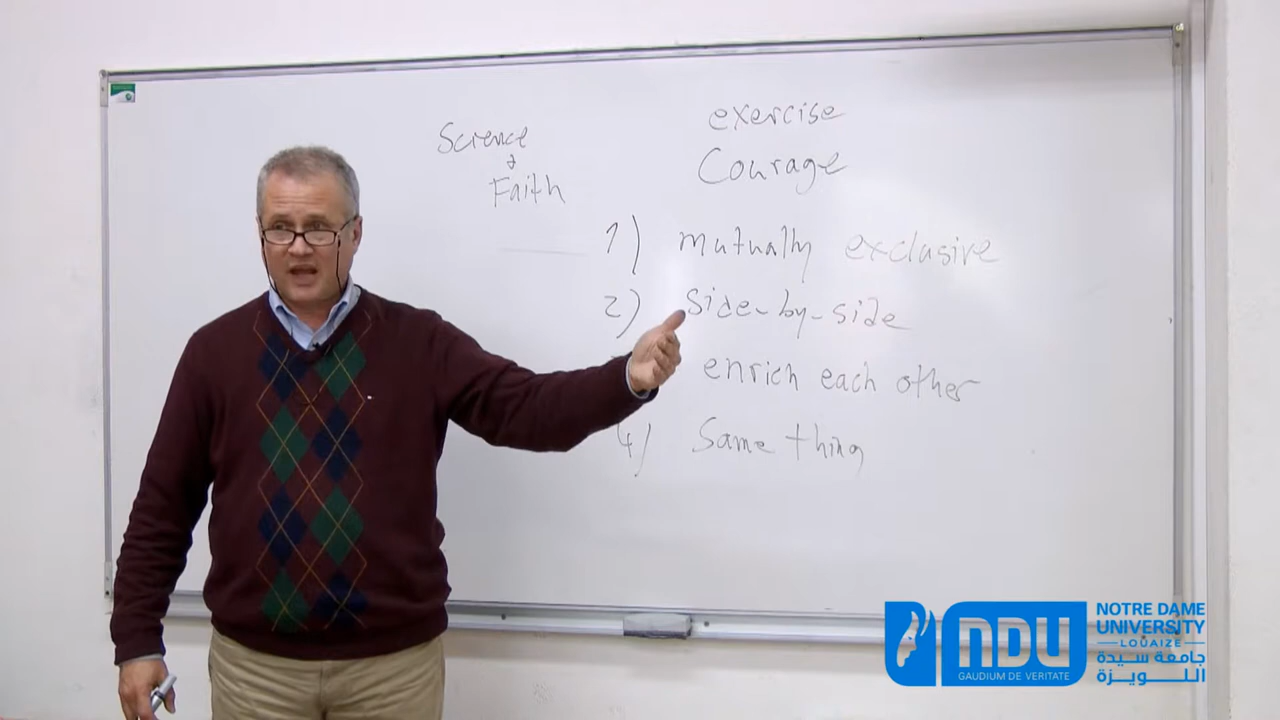 Science
+
Faith
exercise
Courage
1) mutually exclusive
2) Side-by-side
enrich each other
4) Same thing
NDU
GAUDIUM DE VERITATE
NOTRE DAME
UNIVERSITY
LOUAIZE
جامعة سيدة
اللويزة